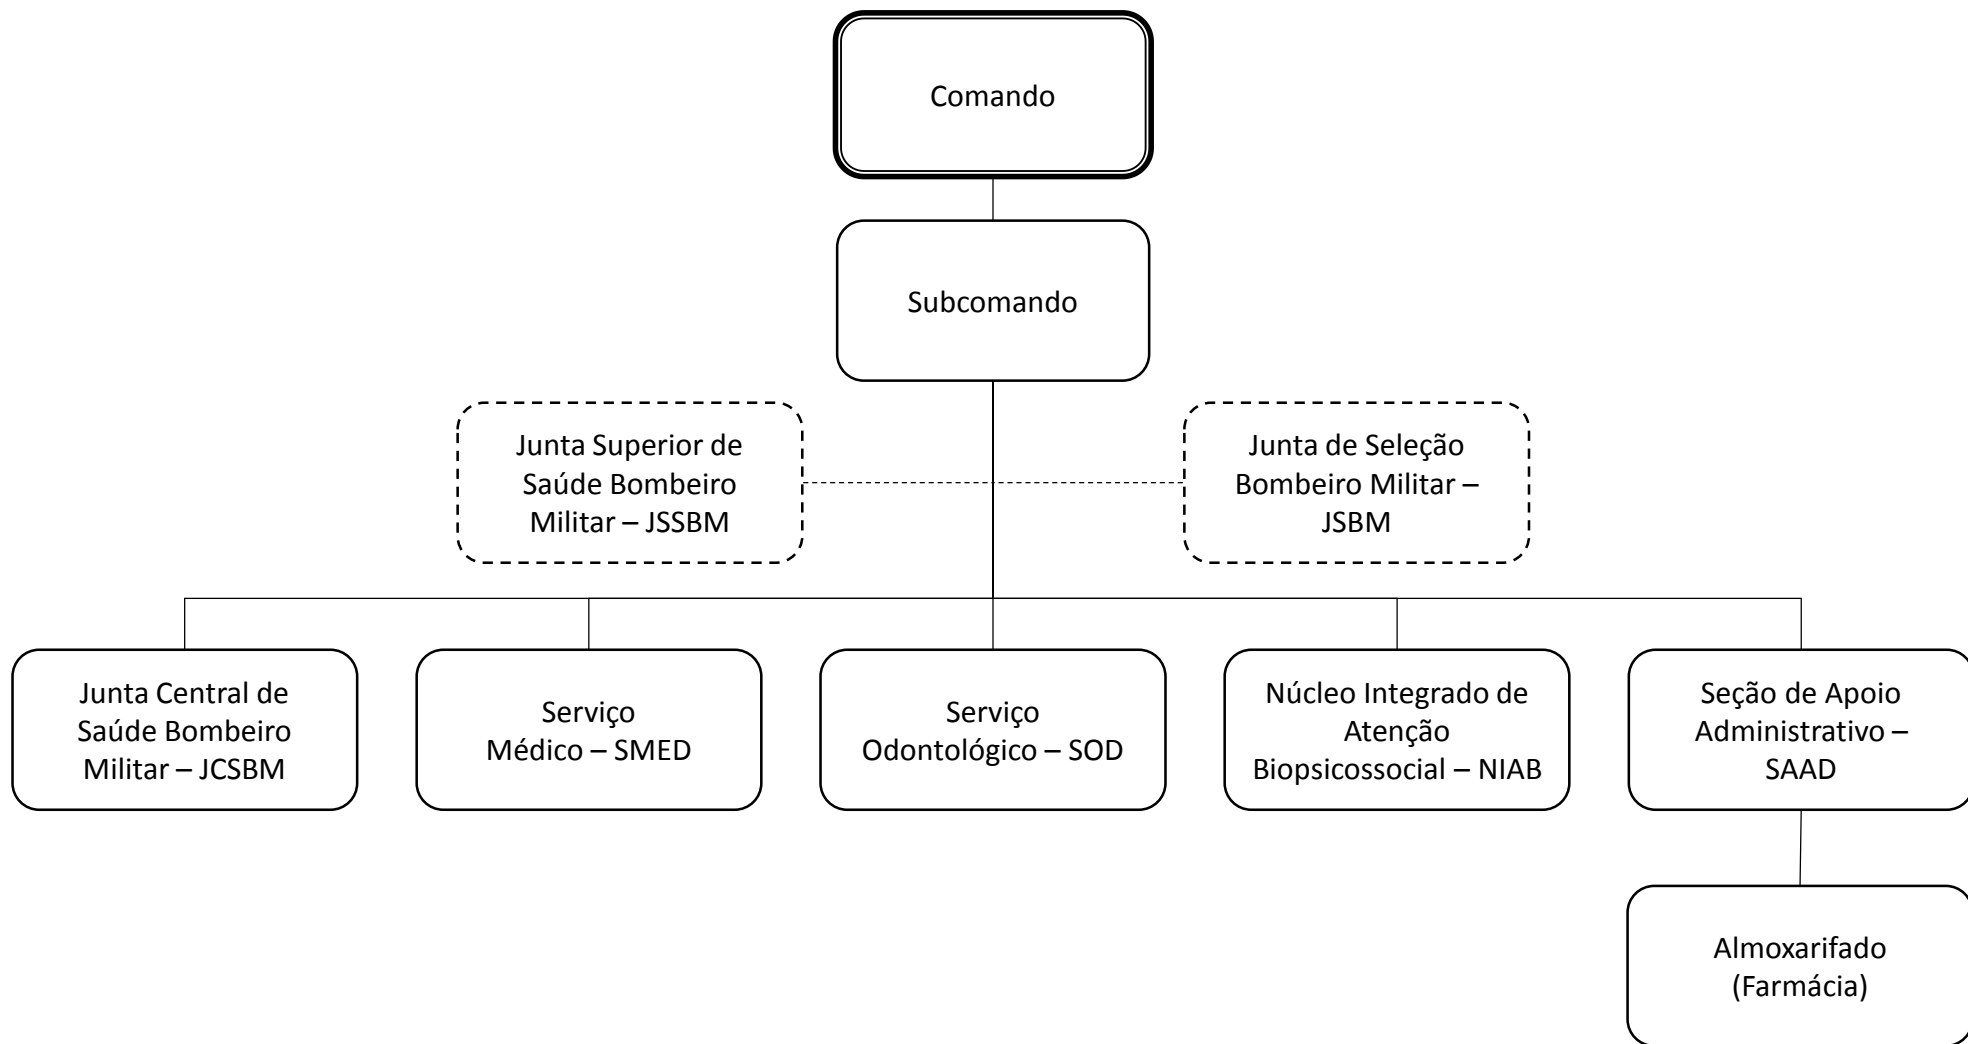 Comando
Subcomando
Junta Superior de
Saúde Bombeiro
Militar – JSSBM
Junta de Seleção
Bombeiro Militar –
JSBM
Junta Central de
Saúde Bombeiro
Militar – JCSBM
Serviço
Médico – SMED
Serviço
Odontológico – SOD
Núcleo Integrado de
Atenção
Biopsicossocial – NIAB
Seção de Apoio
Administrativo –
SAAD
Almoxarifado
(Farmácia)